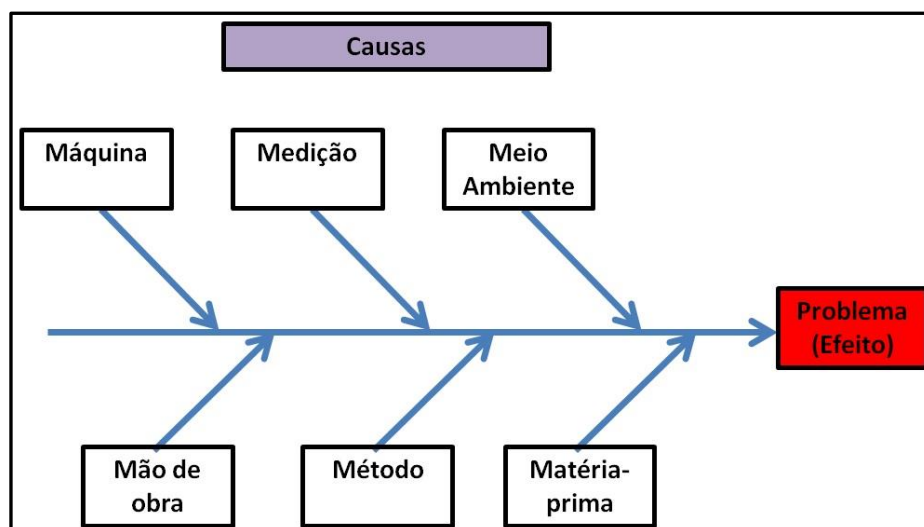 Causas
Máquina
Medição
Meio
Ambiente
Problema
(Efeito)
Mão de
obra
Método
Matéria-
prima